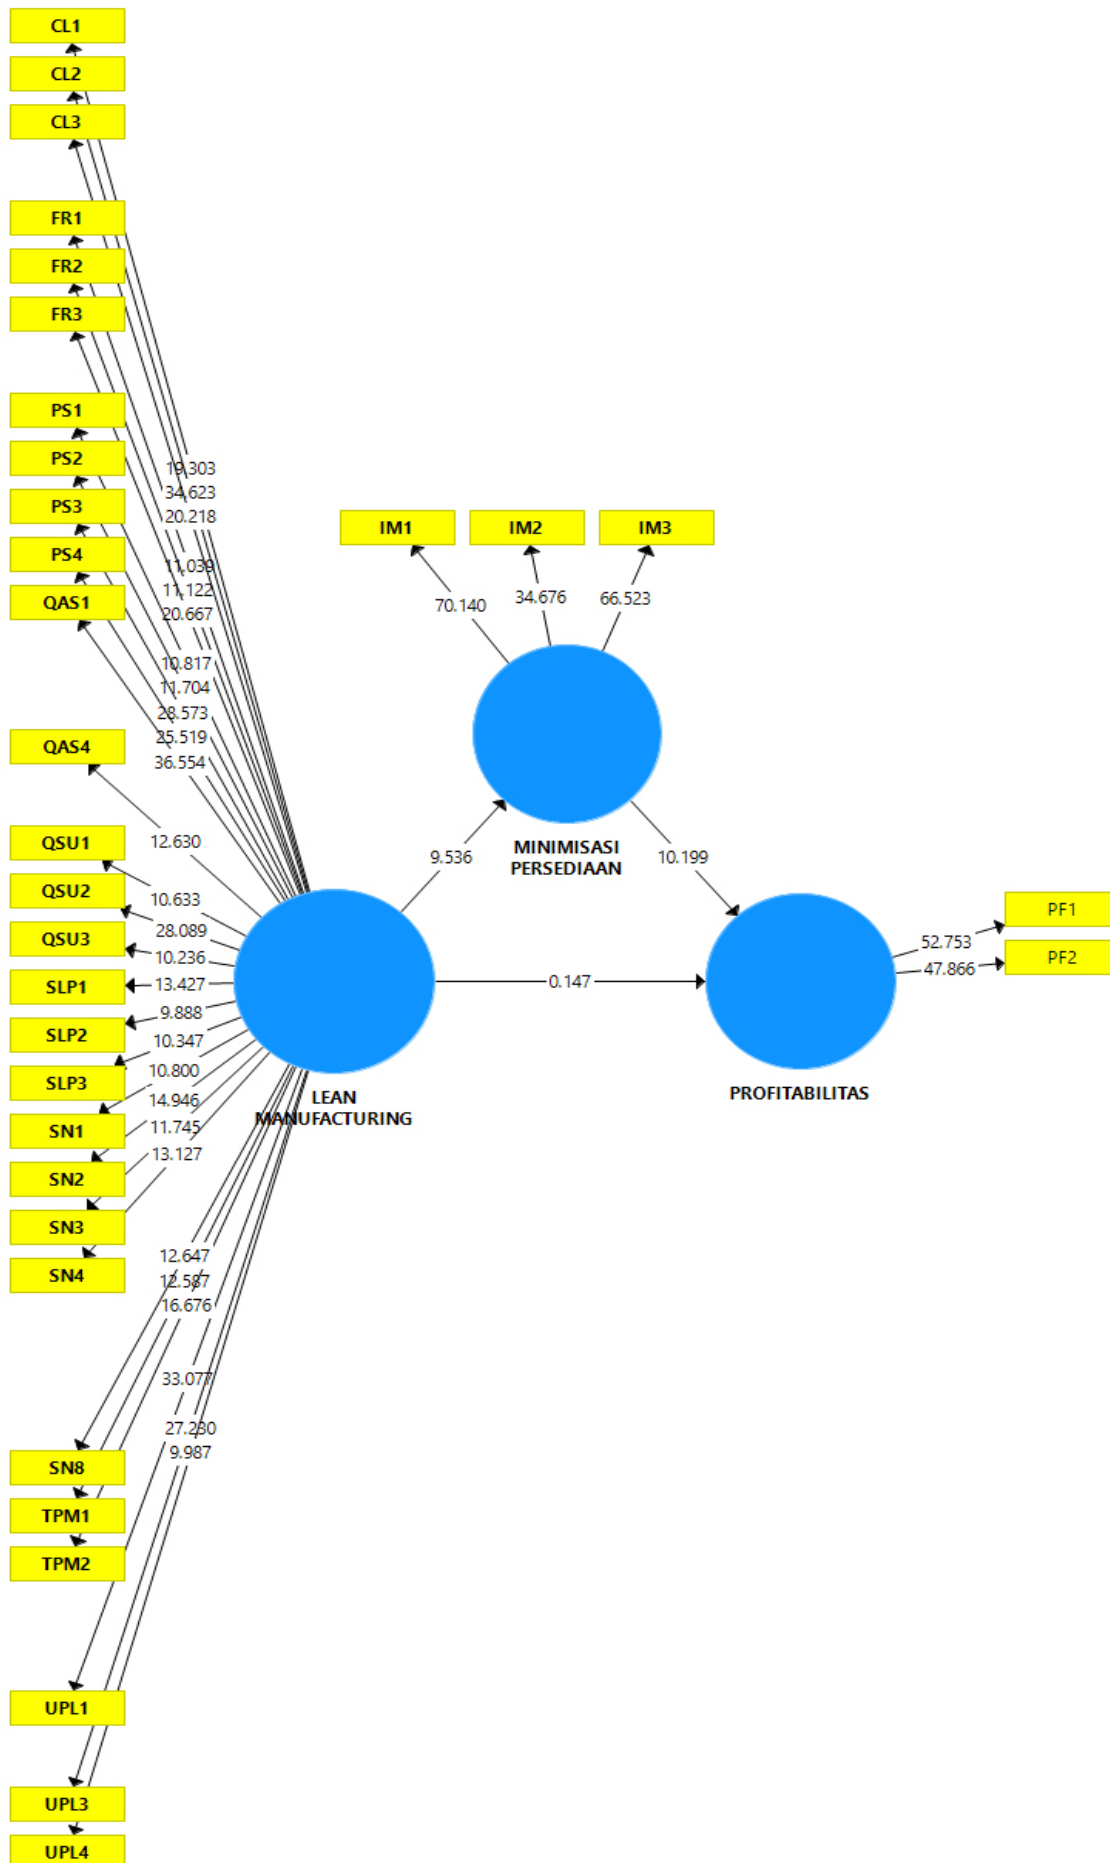 CL1
CL2
CL3
FR1
FR2
FR3
PS1
PS2
PS3
PS4
QAS1
QAS4
QSU1
QSU2
QSU3
SLP1
SLP2
SLP3
SN1
SN2
SN3
SN4
SN8
TPM1
TPM2
UPL1
UPL3
UPL4
19.303
34.623
20.218
11.039
11.122
20.667
10.817
11.704
28.573
25.519
36.554
12.630
10.633
28.089
10.236
13.427
9.888
10.347
10.800
14.946
11.745
13.127
12.647
12.587
16.676
33.077
27.230
9.987
LEAN
MANUFACTURING
IM1
IM2
IM3
70.140
34.676
66.523
MINIMISASI
PERSEDIAAN
9.536
10.199
0.147
PROFITABILITAS
52.753
47.866
PF1
PF2